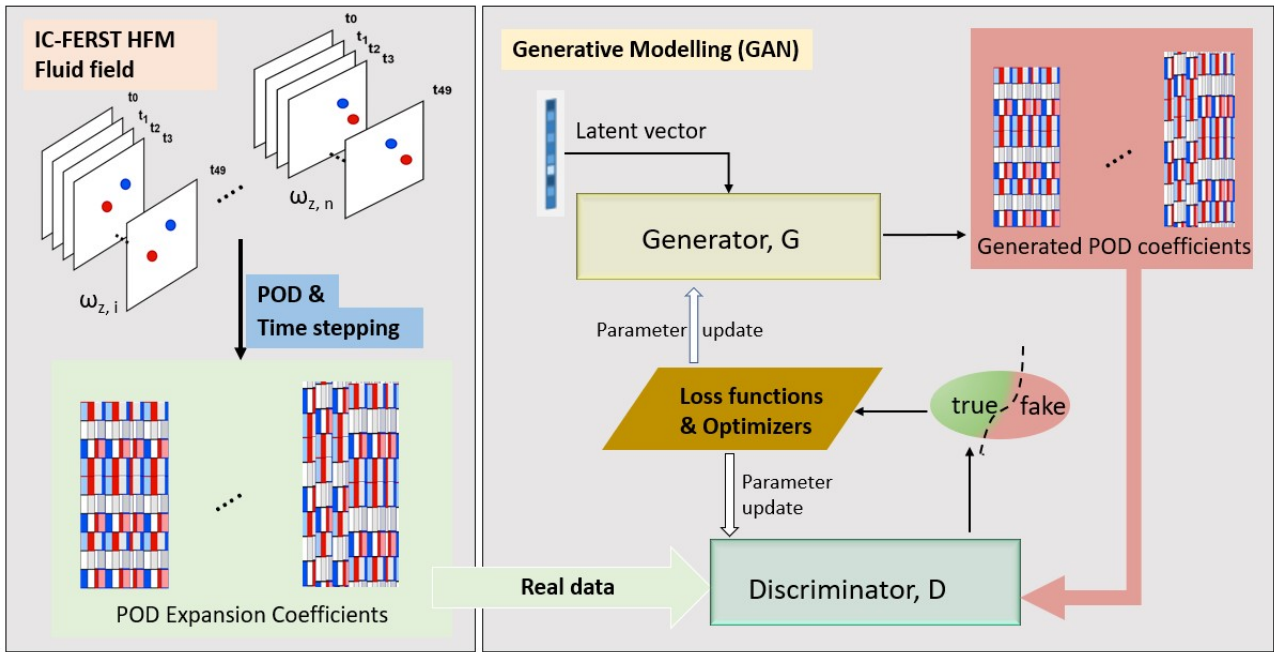 IC-FERST HFM
Fluid field
t0
t1
t2
t3
t49
ωz, i
t0
t1
t2
t3
t49
ωz, n
POD &
Time stepping
POD Expansion Coefficients
Generative Modelling (GAN)
Latent vector
Generator, G
Generated POD coefficients
Parameter update
Loss functions
& Optimizers
true fake
Parameter
update
Real data
Discriminator, D